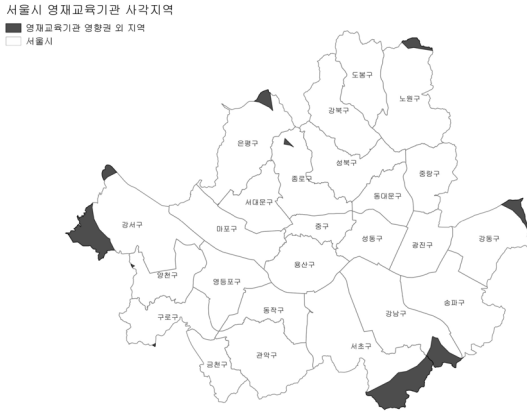 서울시 영재교육기관 사각지역
영재교육기관 영향권 외 지역
서울시
도봉구
노원구
강북구
은평구
성북구
중랑구
종로구
동대문구
서대문구
강서구
마포구
중구
성동구
광진구
강동구
용산구
양천구
영등포구
송파구
동작구
구로구
강남구
서초구
관악구
금천구